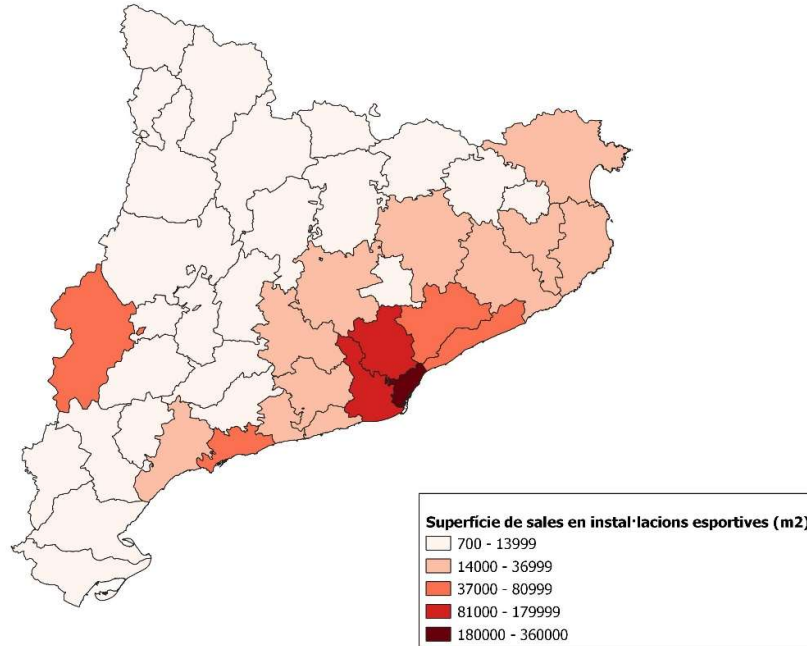 Superfície de sales en instal·lacions esportives (m2)
700 - 13999
14000 - 36999
37000 - 80999
81000 - 179999
180000 - 360000